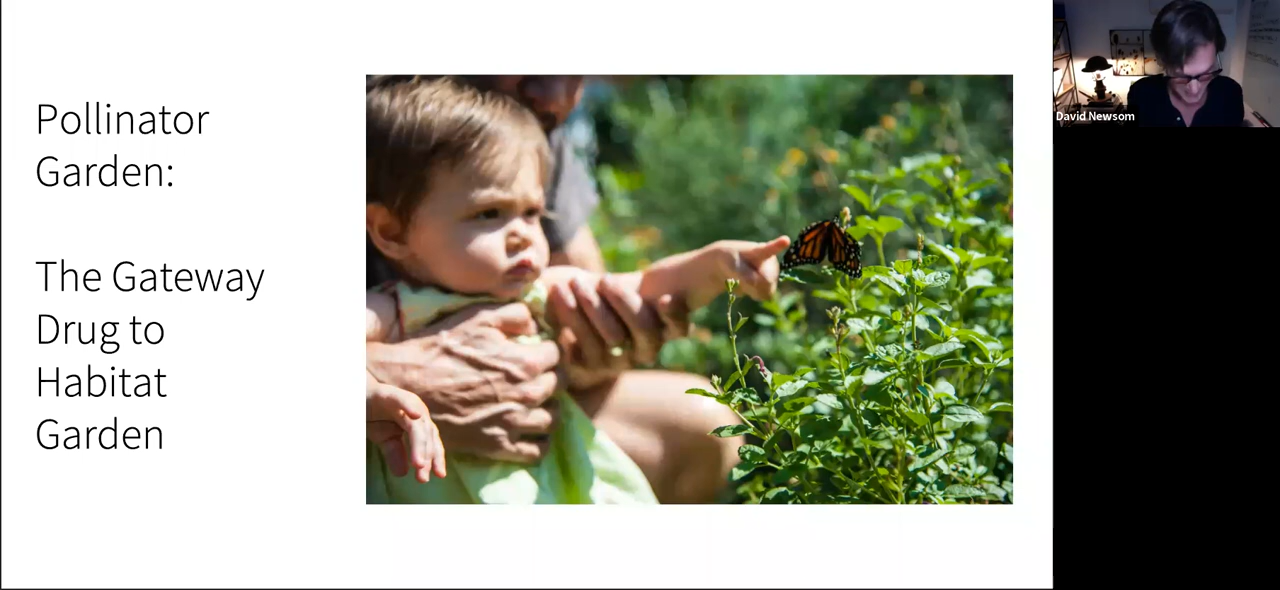 Pollinator
Garden:
The Gateway
Drug to
Habitat
Garden
David Newsom